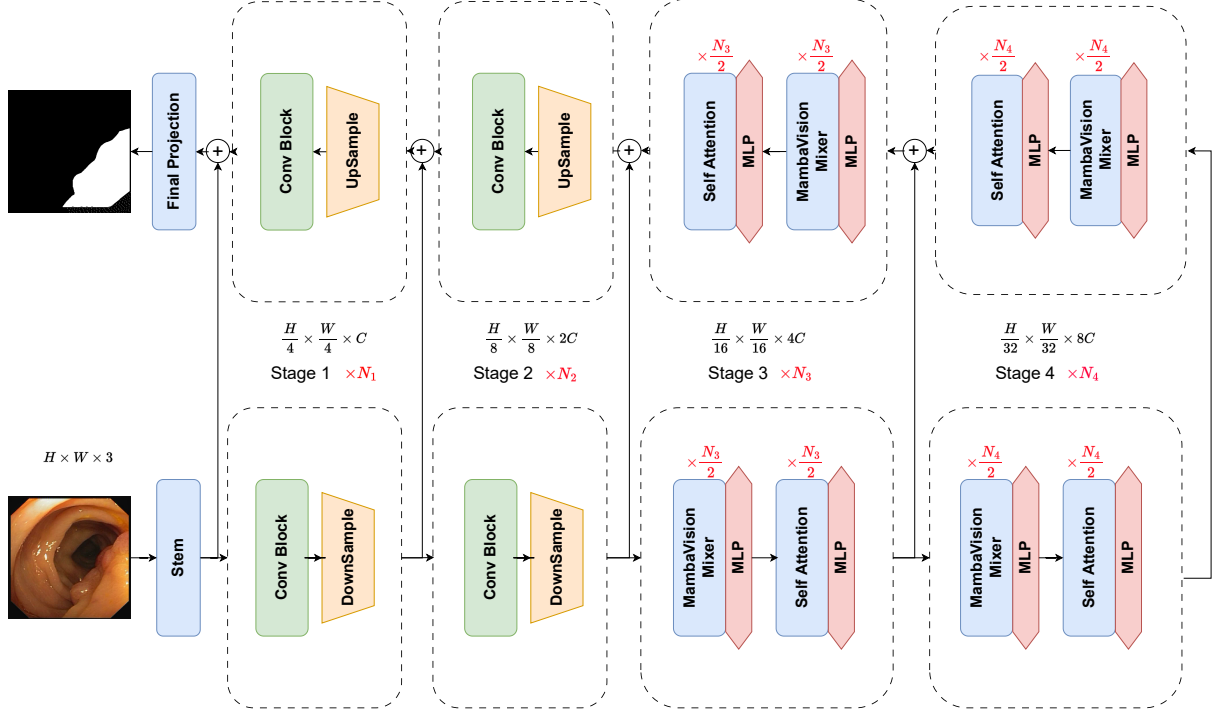 Final Projection
+
Conv Block
UpSample
+
Conv Block
UpSample
+
× N₃/2
Self Attention
MLP
× N₃/2
MambaVision Mixer
MLP
+
× N₄/2
Self Attention
MLP
× N₄/2
MambaVision Mixer
MLP
H/4 × W/4 × C
Stage 1 ×N₁
H/8 × W/8 × 2C
Stage 2 ×N₂
H/16 × W/16 × 4C
Stage 3 ×N₃
H/32 × W/32 × 8C
Stage 4 ×N₄
H × W × 3
Stem
Conv Block
DownSample
Conv Block
DownSample
× N₃/2
MambaVision Mixer
MLP
× N₃/2
Self Attention
MLP
× N₄/2
MambaVision Mixer
MLP
× N₄/2
Self Attention
MLP